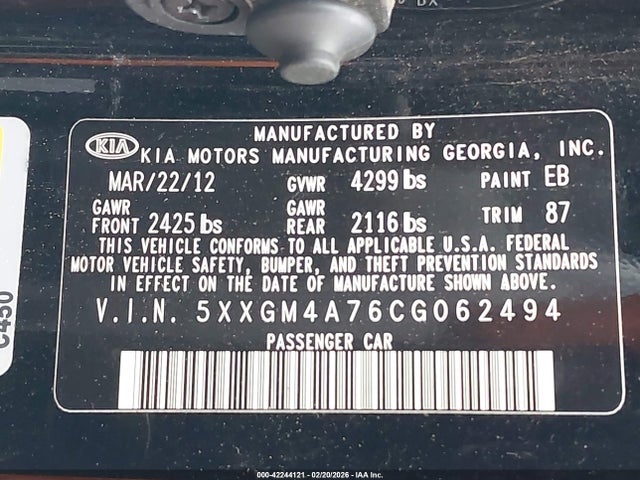 KIA
MANUFACTURED BY
KIA MOTORS MANUFACTURING GEORGIA, INC.
MAR/22/12 GVWR 4299 lbs PAINT EB
GAWR FRONT 2425 lbs GAWR REAR 2116 lbs TRIM 87
THIS VEHICLE CONFORMS TO ALL APPLICABLE U.S.A. FEDERAL
MOTOR VEHICLE SAFETY, BUMPER, AND THEFT PREVENTION STANDARDS
IN EFFECT ON THE DATE OF MANUFACTURE SHOWN ABOVE.
V.I.N. 5XXGM4A76CG062494
PASSENGER CAR
C450
000-42244121 - 02/20/2026 - IAA Inc.